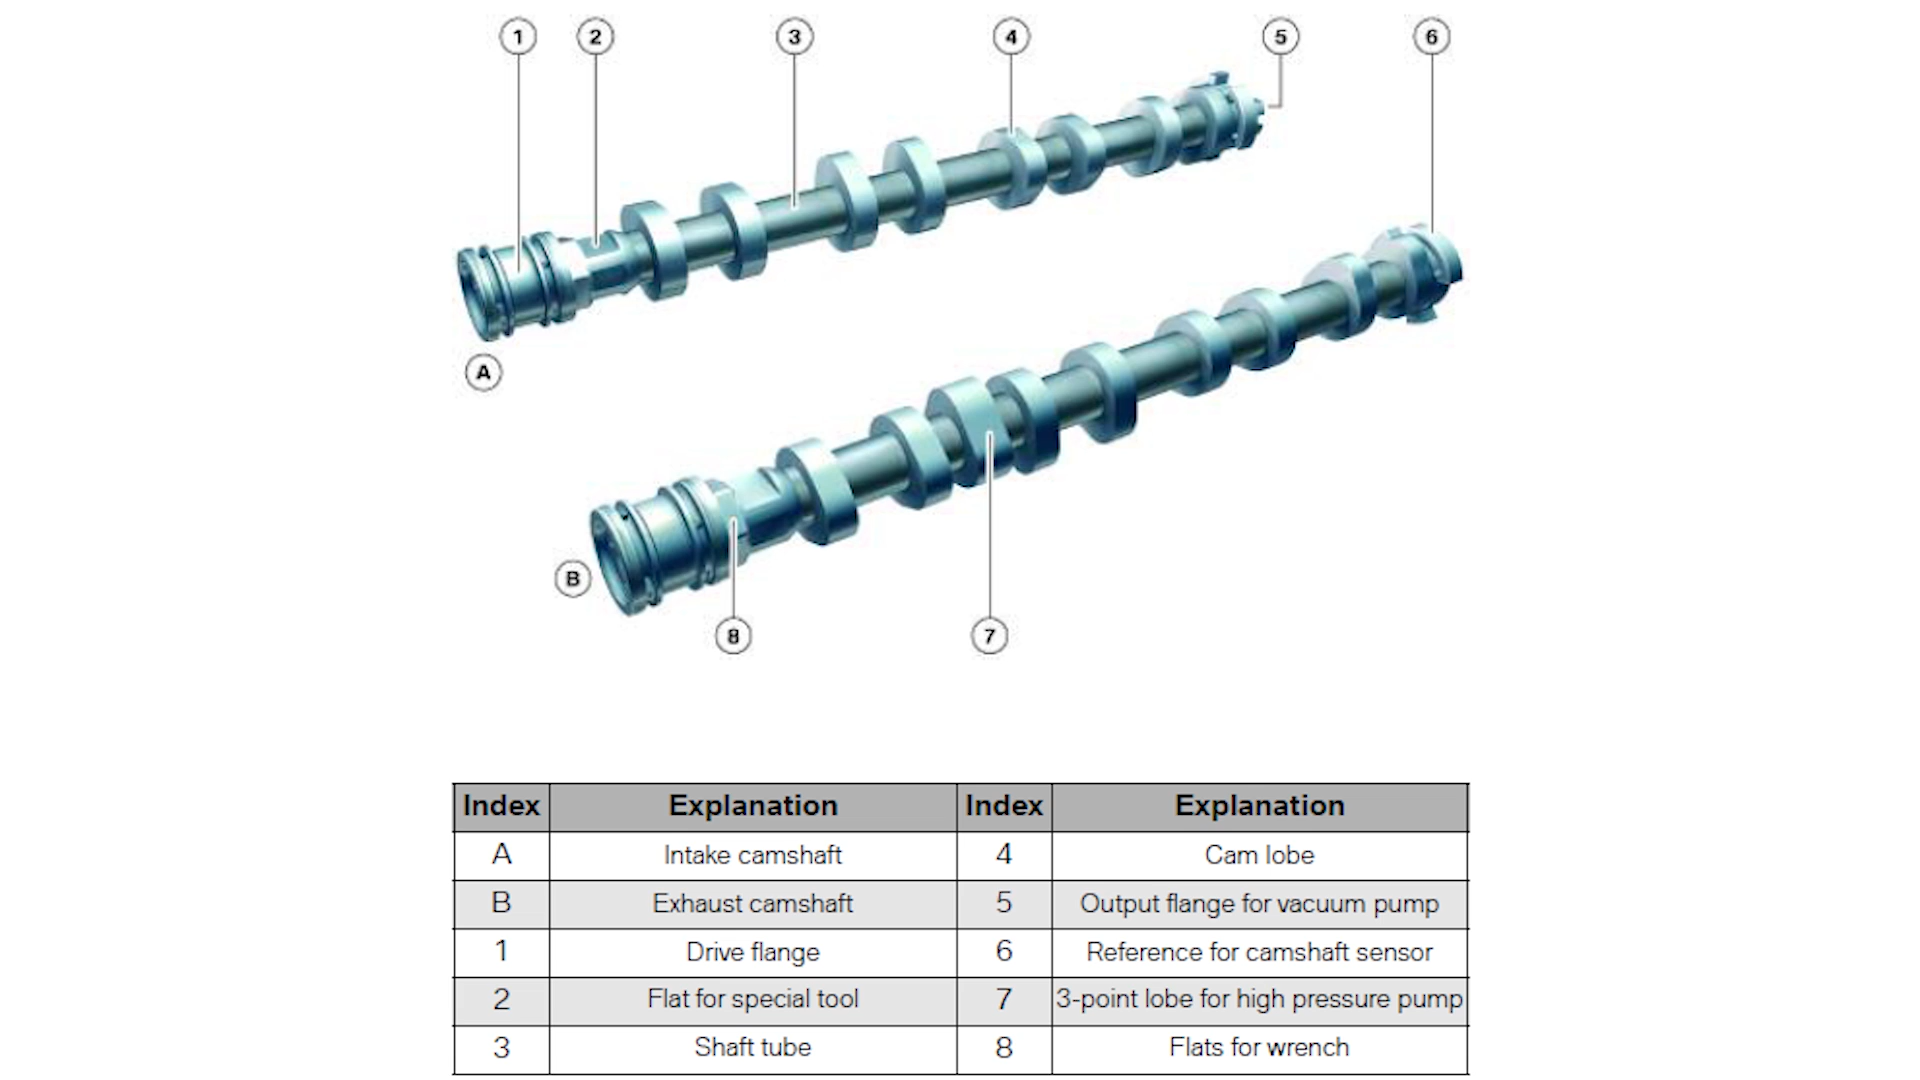 1 2 3 4 5 6
A
B
8 7
Index Explanation Index Explanation
A Intake camshaft 4 Cam lobe
B Exhaust camshaft 5 Output flange for vacuum pump
1 Drive flange 6 Reference for camshaft sensor
2 Flat for special tool 7 3-point lobe for high pressure pump
3 Shaft tube 8 Flats for wrench